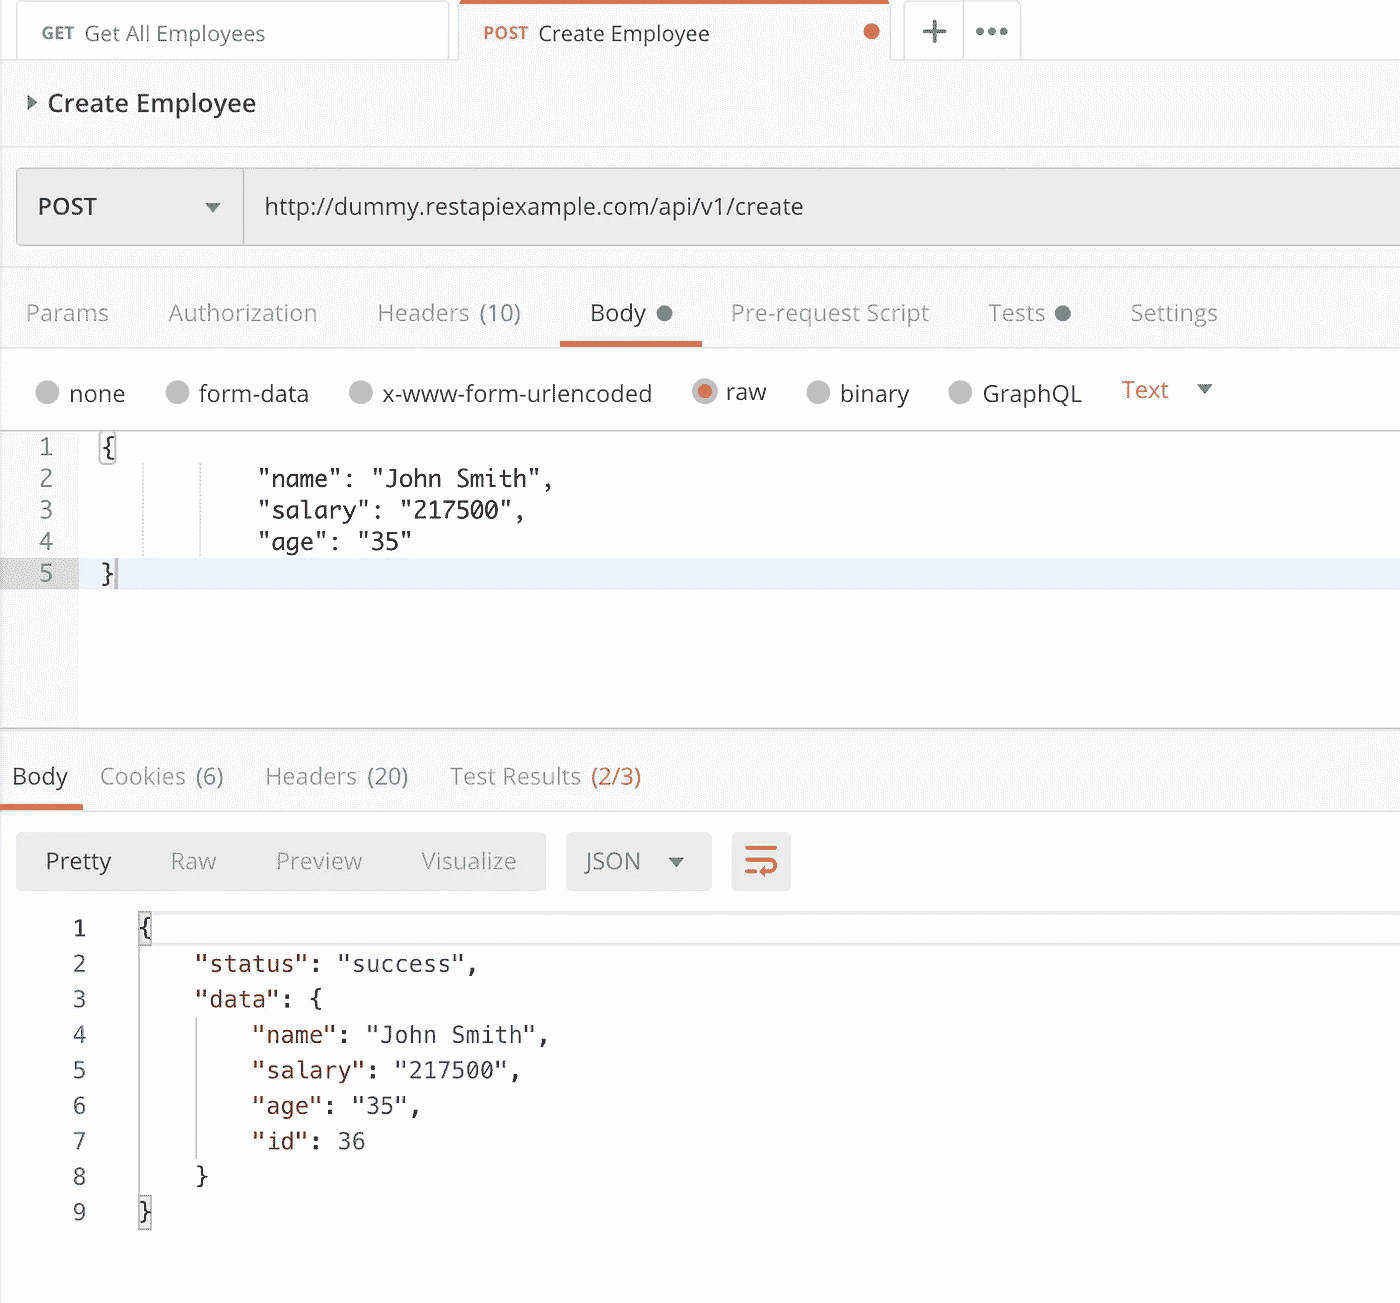 GET Get All Employees
POST Create Employee
Create Employee
POST http://dummy.restapiexample.com/api/v1/create
Params Authorization Headers (10) Body Pre-request Script Tests Settings
none form-data x-www-form-urlencoded raw binary GraphQL Text
1 {
2 "name": "John Smith",
3 "salary": "217500",
4 "age": "35"
5 }
Body Cookies (6) Headers (20) Test Results (2/3)
Pretty Raw Preview Visualize JSON
1 {
2 "status": "success",
3 "data": {
4 "name": "John Smith",
5 "salary": "217500",
6 "age": "35",
7 "id": 36
8 }
9 }